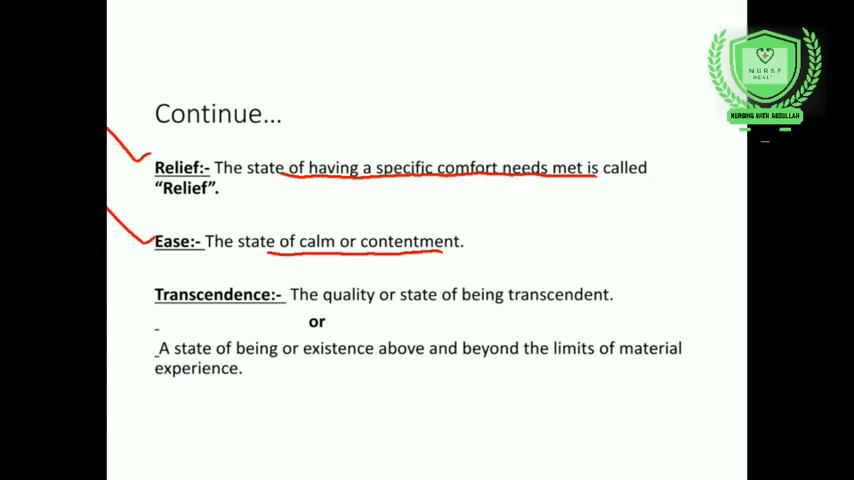 Continue...
Relief:- The state of having a specific comfort needs met is called
“Relief”.
Ease:- The state of calm or contentment.
Transcendence:- The quality or state of being transcendent.
or
A state of being or existence above and beyond the limits of material
experience.
NURSE
NURSING WITH ABDULLAH